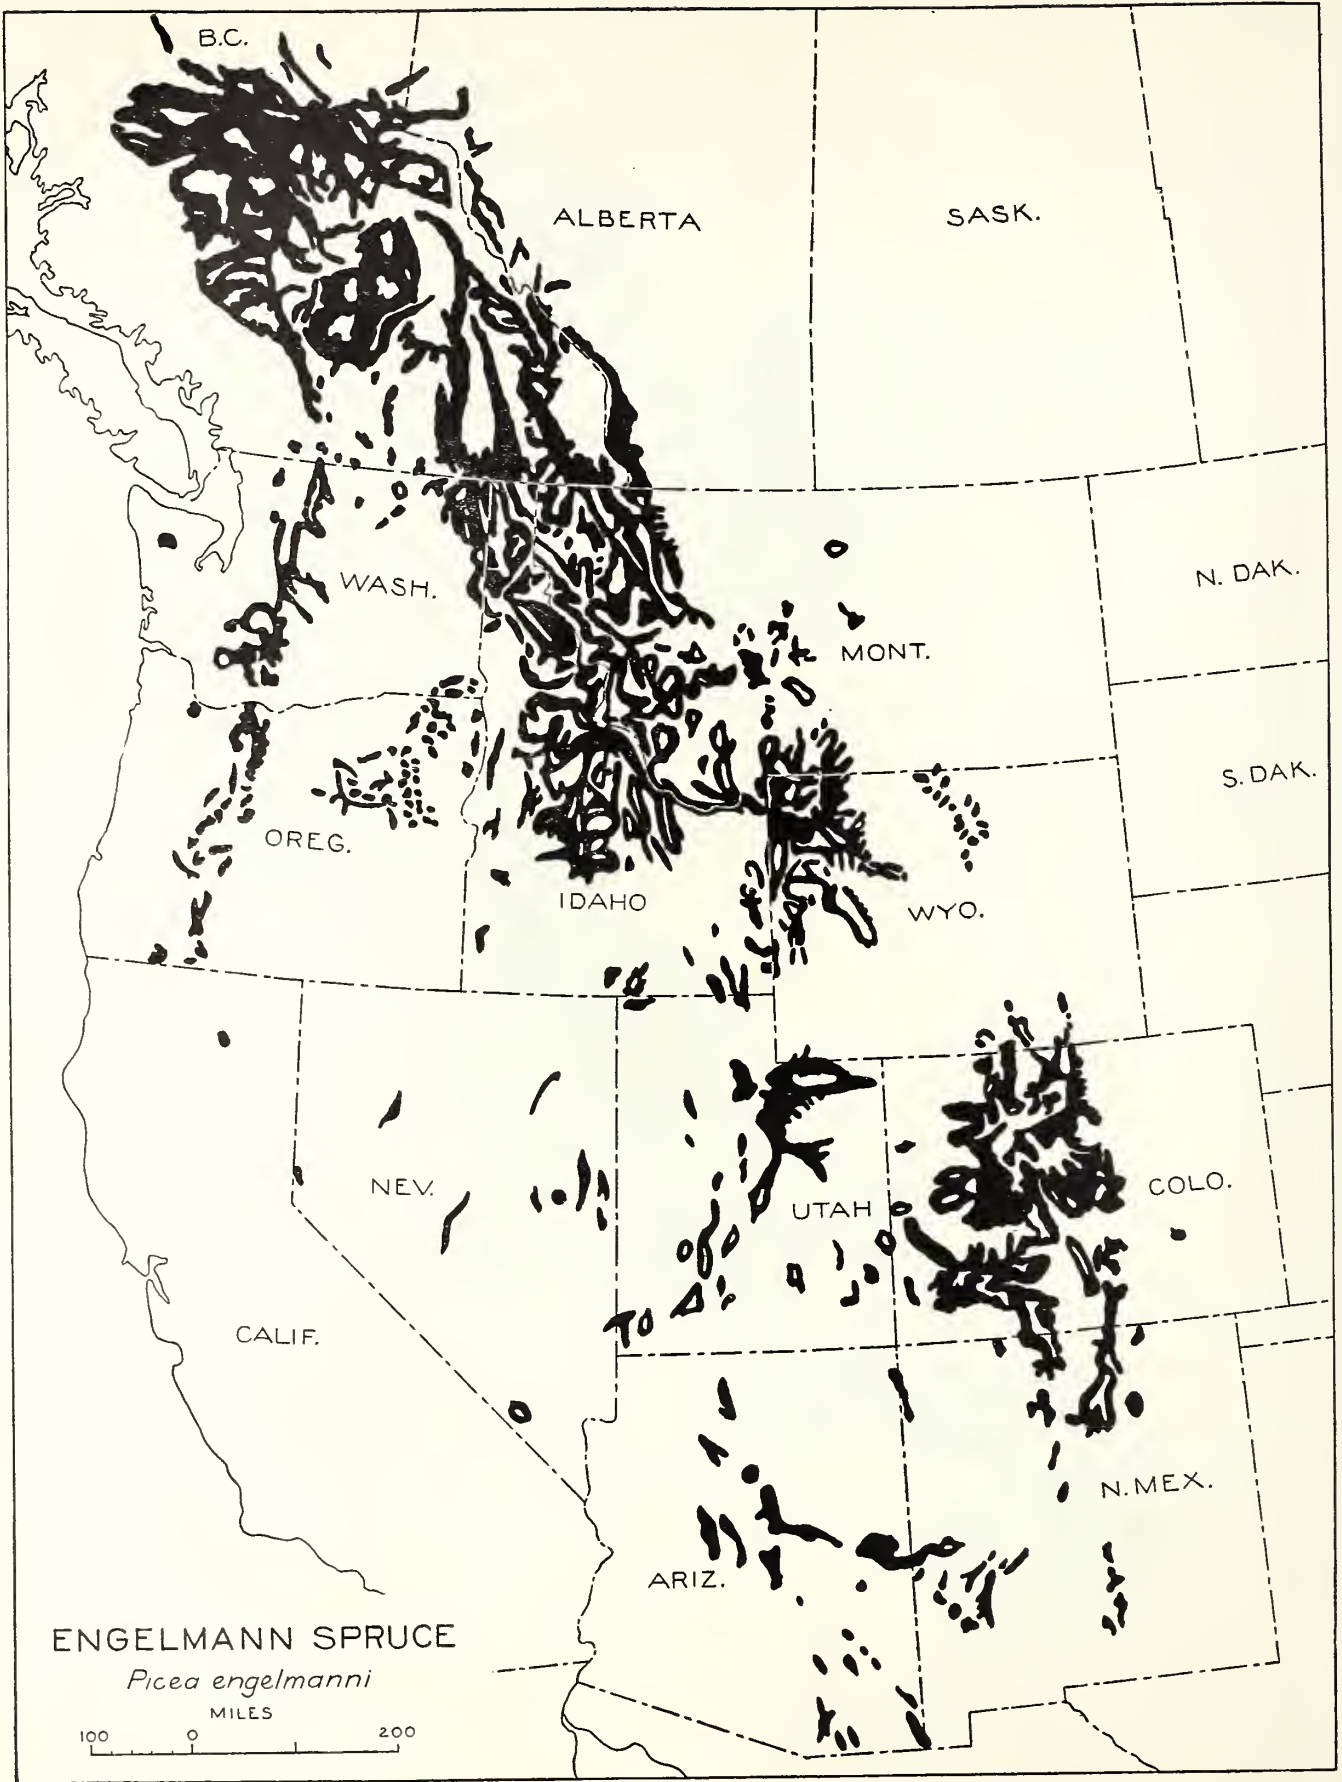 B.C.
ALBERTA
SASK.
WASH.
N. DAK.
MONT.
S. DAK.
OREG.
IDAHO
WYO.
NEV.
UTAH
COLO.
CALIF.
N. MEX.
ARIZ.
ENGELMANN SPRUCE
Picea engelmanni
MILES
100 0 200